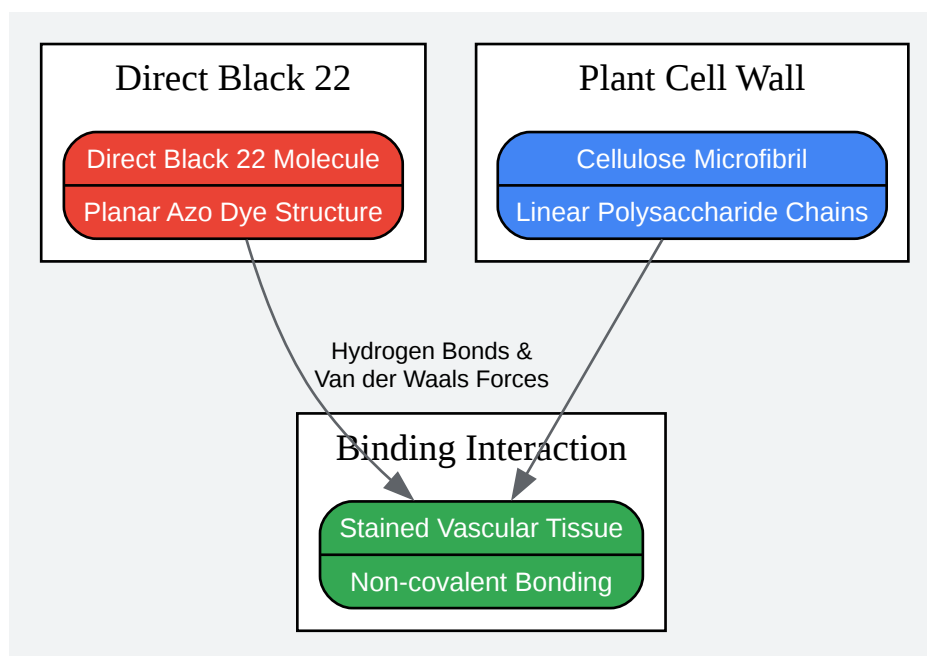 Direct Black 22
Direct Black 22 Molecule
Planar Azo Dye Structure
Plant Cell Wall
Cellulose Microfibril
Linear Polysaccharide Chains
Hydrogen Bonds &
Van der Waals Forces
Binding Interaction
Stained Vascular Tissue
Non-covalent Bonding